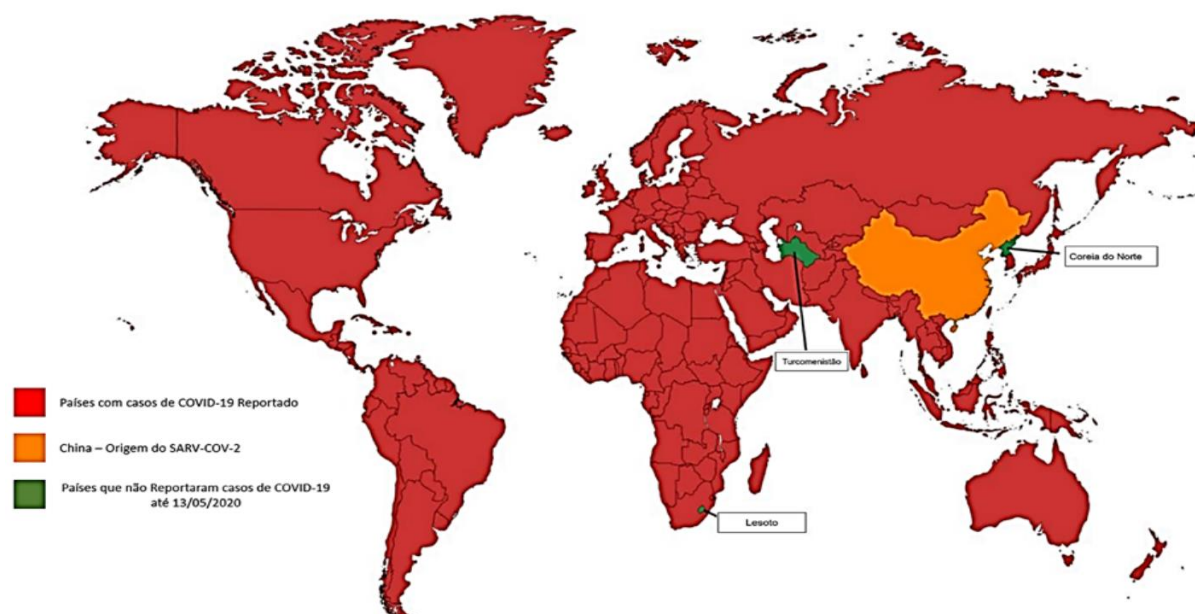 Coreia do Norte
Turcomenistão
Países com casos de COVID-19 Reportado
China – Origem do SARV-COV-2
Países que não Reportaram casos de COVID-19
até 13/05/2020
Lesoto